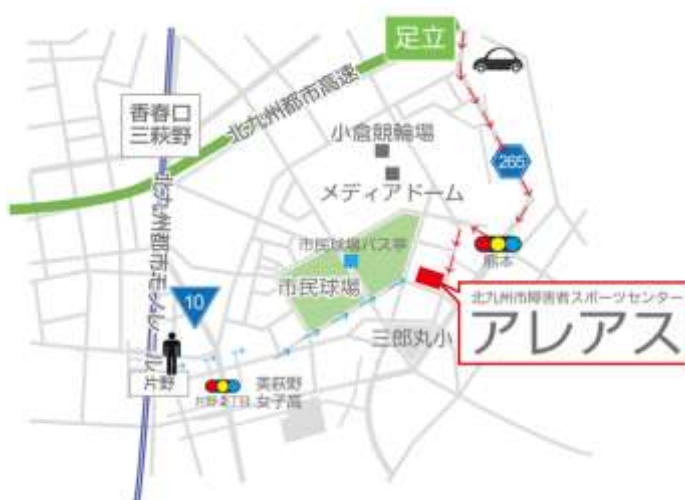 足立
香春口
三萩野
北九州都市高速
小倉競輪場
265
メディアドーム
北九州都市モノレール
市民球場バス亭
熊本
10
市民球場
北九州市障害者スポーツセンター
アレアス
三郎丸小
片野
片野2丁目
美萩野
女子高